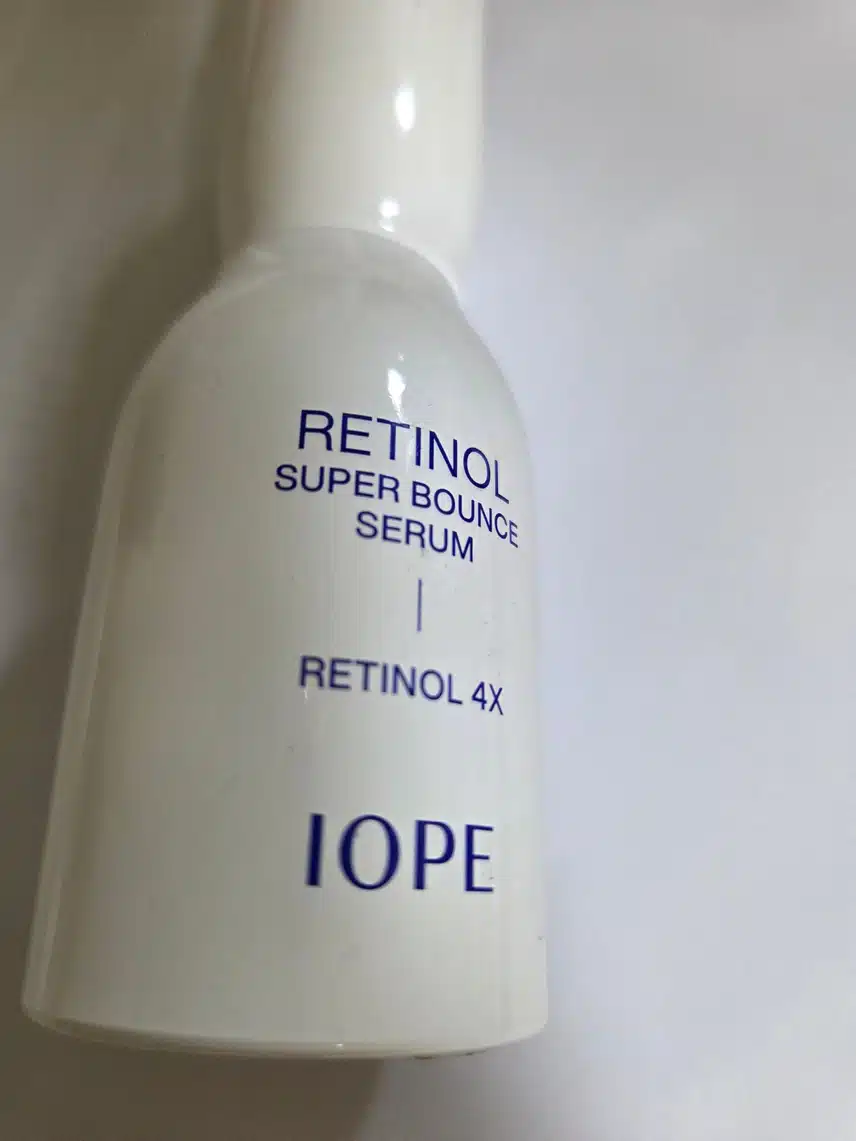 RETINOL
SUPER BOUNCE
SERUM
RETINOL 4X
IOPE